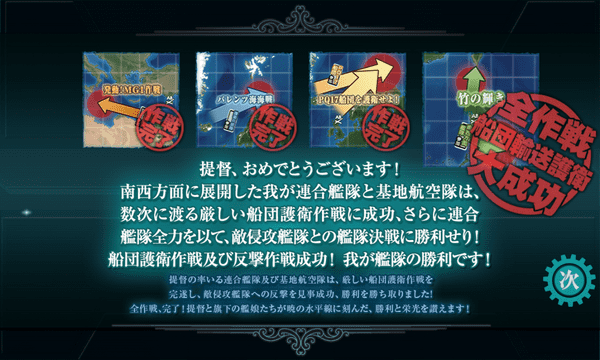 発動!MG1作戦
作戦
完了
バレンツ海海戦
作戦
完了
PQ17船団を護衛せよ!
作戦
完了
竹の輝き
全作戦
船団輸送護衛
大成功
提督、おめでとうございます!
南西方面に展開した我が連合艦隊と基地航空隊は、
数次に渡る厳しい船団護衛作戦に成功、さらに連合
艦隊全力を以て、敵侵攻艦隊との艦隊決戦に勝利せり!
船団護衛作戦及び反撃作戦成功! 我が艦隊の勝利です!
提督の率いる連合艦隊及び基地航空隊は、厳しい船団護衛作戦を
完遂し、敵侵攻艦隊への反撃を見事成功、勝利を勝ち取りました!
全作戦、完了!提督と旗下の艦娘たちが暁の水平線に刻んだ、勝利と栄光を讃えます!
次